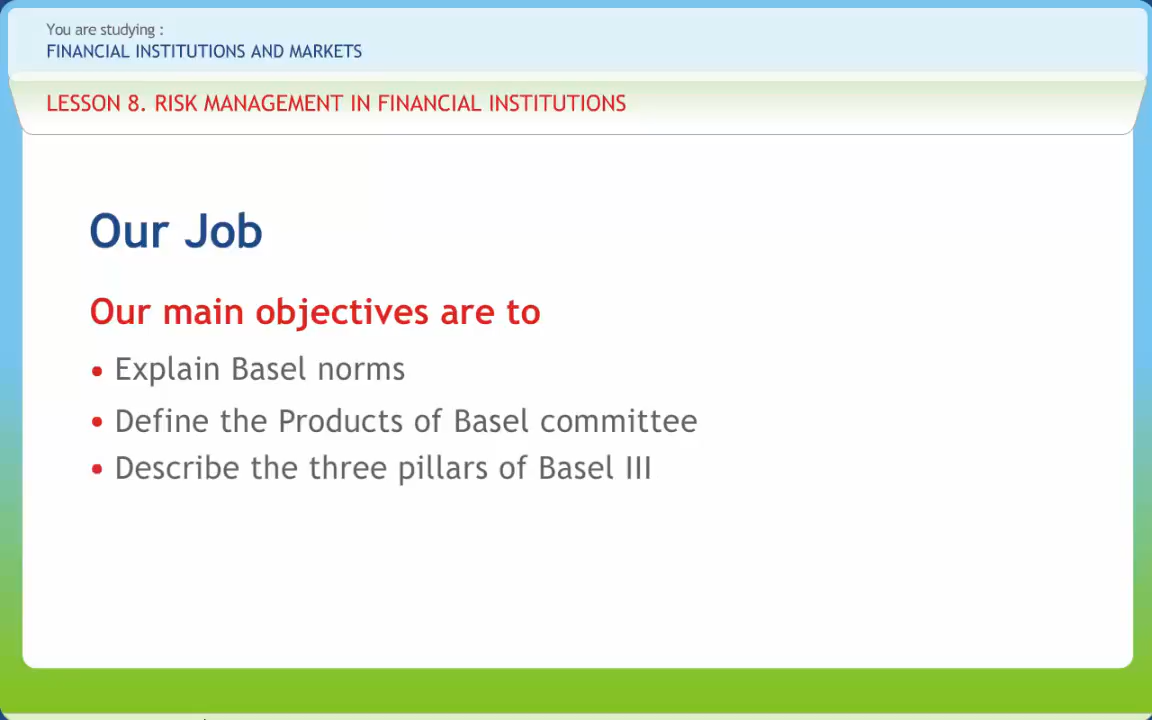 You are studying :
FINANCIAL INSTITUTIONS AND MARKETS
LESSON 8. RISK MANAGEMENT IN FINANCIAL INSTITUTIONS
Our Job
Our main objectives are to
• Explain Basel norms
• Define the Products of Basel committee
• Describe the three pillars of Basel III